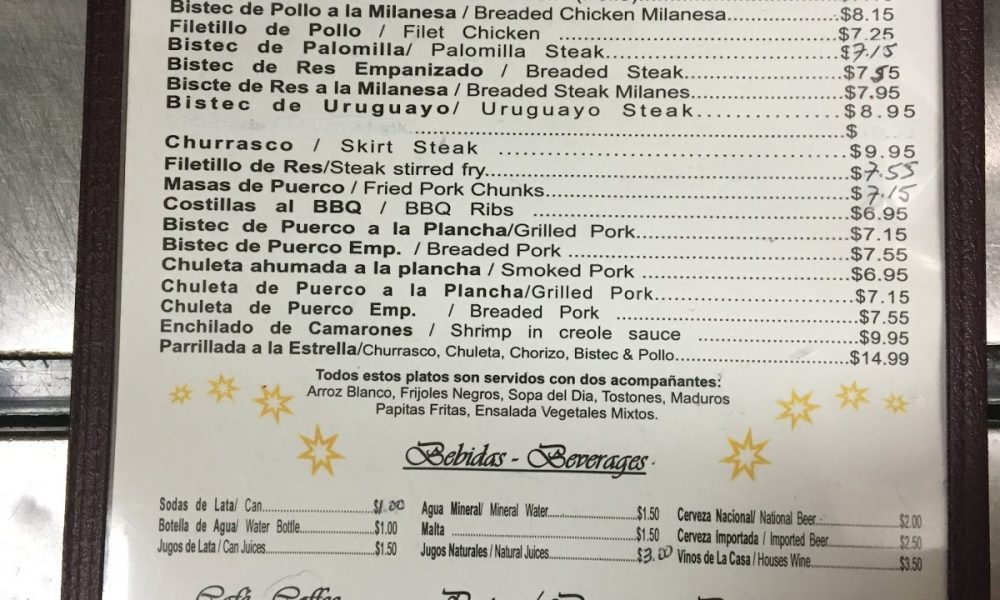 Bistec de Pollo a la Milanesa / Breaded Chicken Milanesa..............$8.15
Filetillo de Pollo / Filet Chicken ..............$7.25
Bistec de Palomilla/ Palomilla Steak..............$7.15
Bistec de Res Empanizado / Breaded Steak..............$7.55
Biscte de Res a la Milanesa / Breaded Steak Milanes..............$7.95
Bistec de Uruguayo/ Uruguayo Steak..............$8.95
..............$
Churrasco / Skirt Steak ..............$9.95
Filetillo de Res/Steak stirred fry..............$7.55
Masas de Puerco / Fried Pork Chunks..............$7.15
Costillas al BBQ / BBQ Ribs ..............$6.95
Bistec de Puerco a la Plancha/Grilled Pork..............$7.15
Bistec de Puerco Emp. / Breaded Pork ..............$7.55
Chuleta ahumada a la plancha / Smoked Pork ..............$6.95
Chuleta de Puerco a la Plancha/Grilled Pork..............$7.15
Chuleta de Puerco Emp. / Breaded Pork ..............$7.55
Enchilado de Camarones / Shrimp in creole sauce ..............$9.95
Parrillada a la Estrella/Churrasco, Chuleta, Chorizo, Bistec & Pollo..............$14.99
Todos estos platos son servidos con dos acompañantes:
Arroz Blanco, Frijoles Negros, Sopa del Dia, Tostones, Maduros
Papitas Fritas, Ensalada Vegetales Mixtos.
Bebidas - Beverages
Sodas de Lata/ Can..............$1.00
Botella de Agua/ Water Bottle..............$1.00
Jugos de Lata / Can Juices..............$1.50
Agua Mineral/ Mineral Water..............$1.50
Malta ..............$1.50
Jugos Naturales / Natural Juices..............$3.00
Cerveza Nacional/ National Beer..............$2.00
Cerveza Importada / Imported Beer..............$2.50
Vinos de La Casa / Houses Wine..............$3.50
Café Coffee